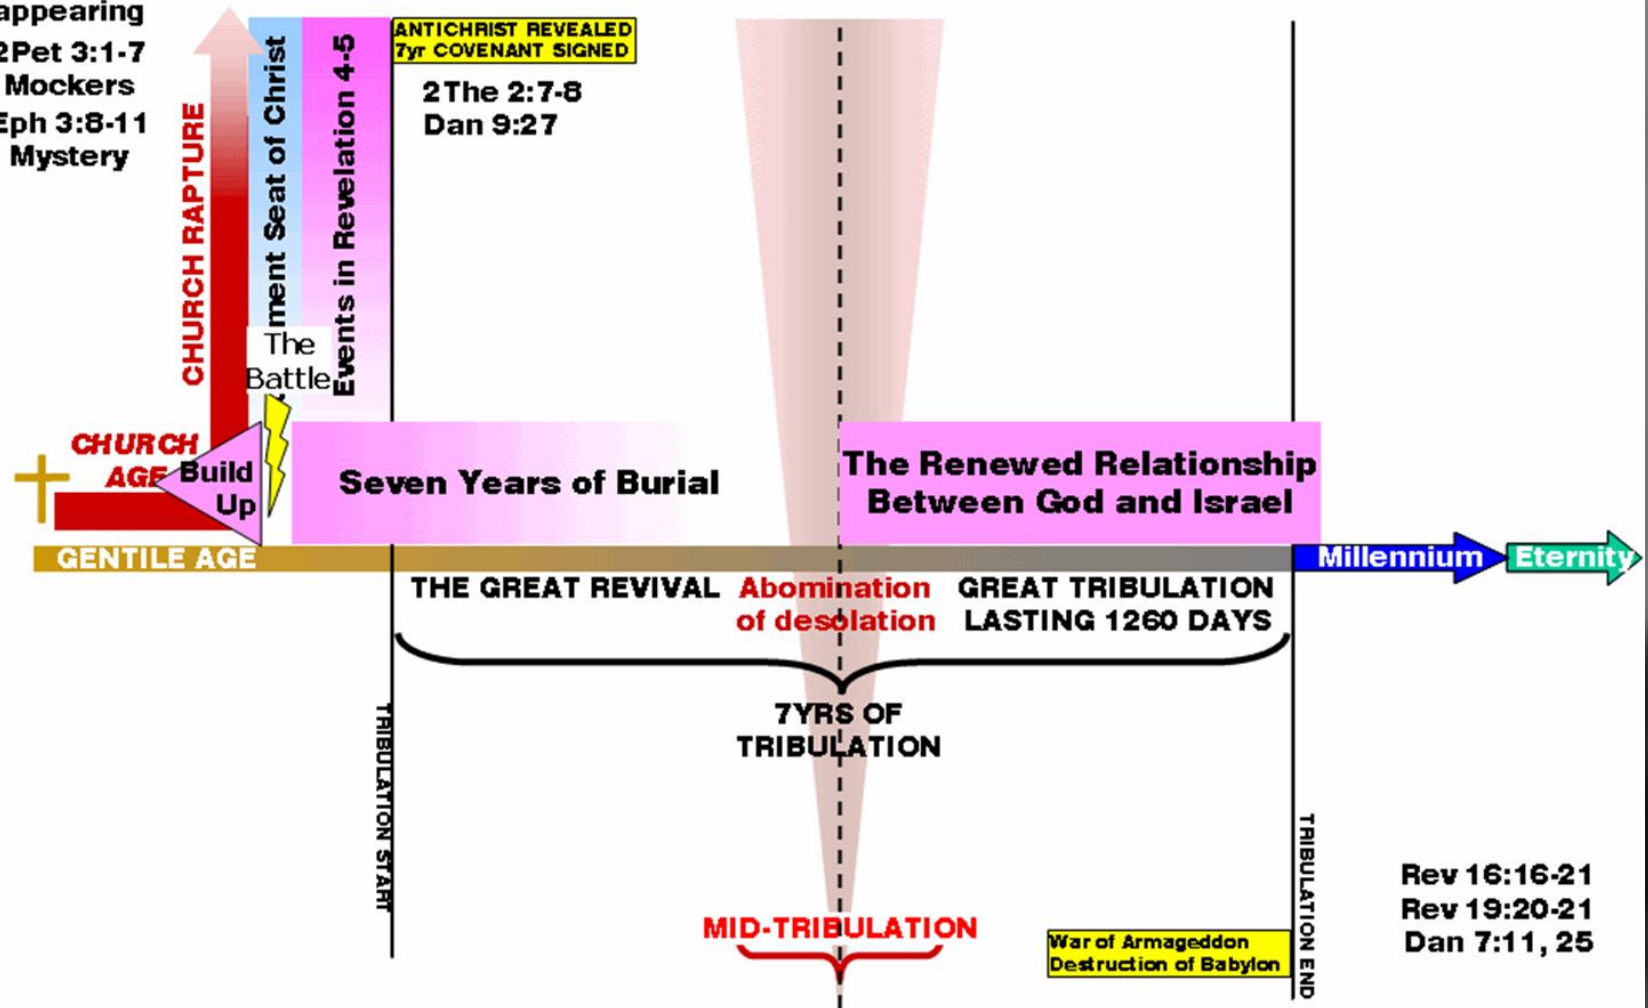 appearing
2Pet 3:1-7
Mockers
Eph 3:8-11
Mystery
CHURCH RAPTURE
ment Seat of Christ
Events in Revelation 4-5
ANTICHRIST REVEALED
7yr COVENANT SIGNED
2The 2:7-8
Dan 9:27
The
Battle
CHURCH
AGE
Build
Up
Seven Years of Burial
The Renewed Relationship
Between God and Israel
GENTILE AGE
Millennium
Eternity
THE GREAT REVIVAL
Abomination
of desolation
GREAT TRIBULATION
LASTING 1260 DAYS
7YRS OF
TRIBULATION
TRIBULATION START
MID-TRIBULATION
War of Armageddon
Destruction of Babylon
TRIBULATION END
Rev 16:16-21
Rev 19:20-21
Dan 7:11, 25